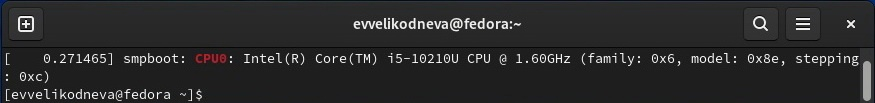 evvelikodneva@fedora:~
[    0.271465] smpboot: CPU0: Intel(R) Core(TM) i5-10210U CPU @ 1.60GHz (family: 0x6, model: 0x8e, stepping
: 0xc)
[evvelikodneva@fedora ~]$